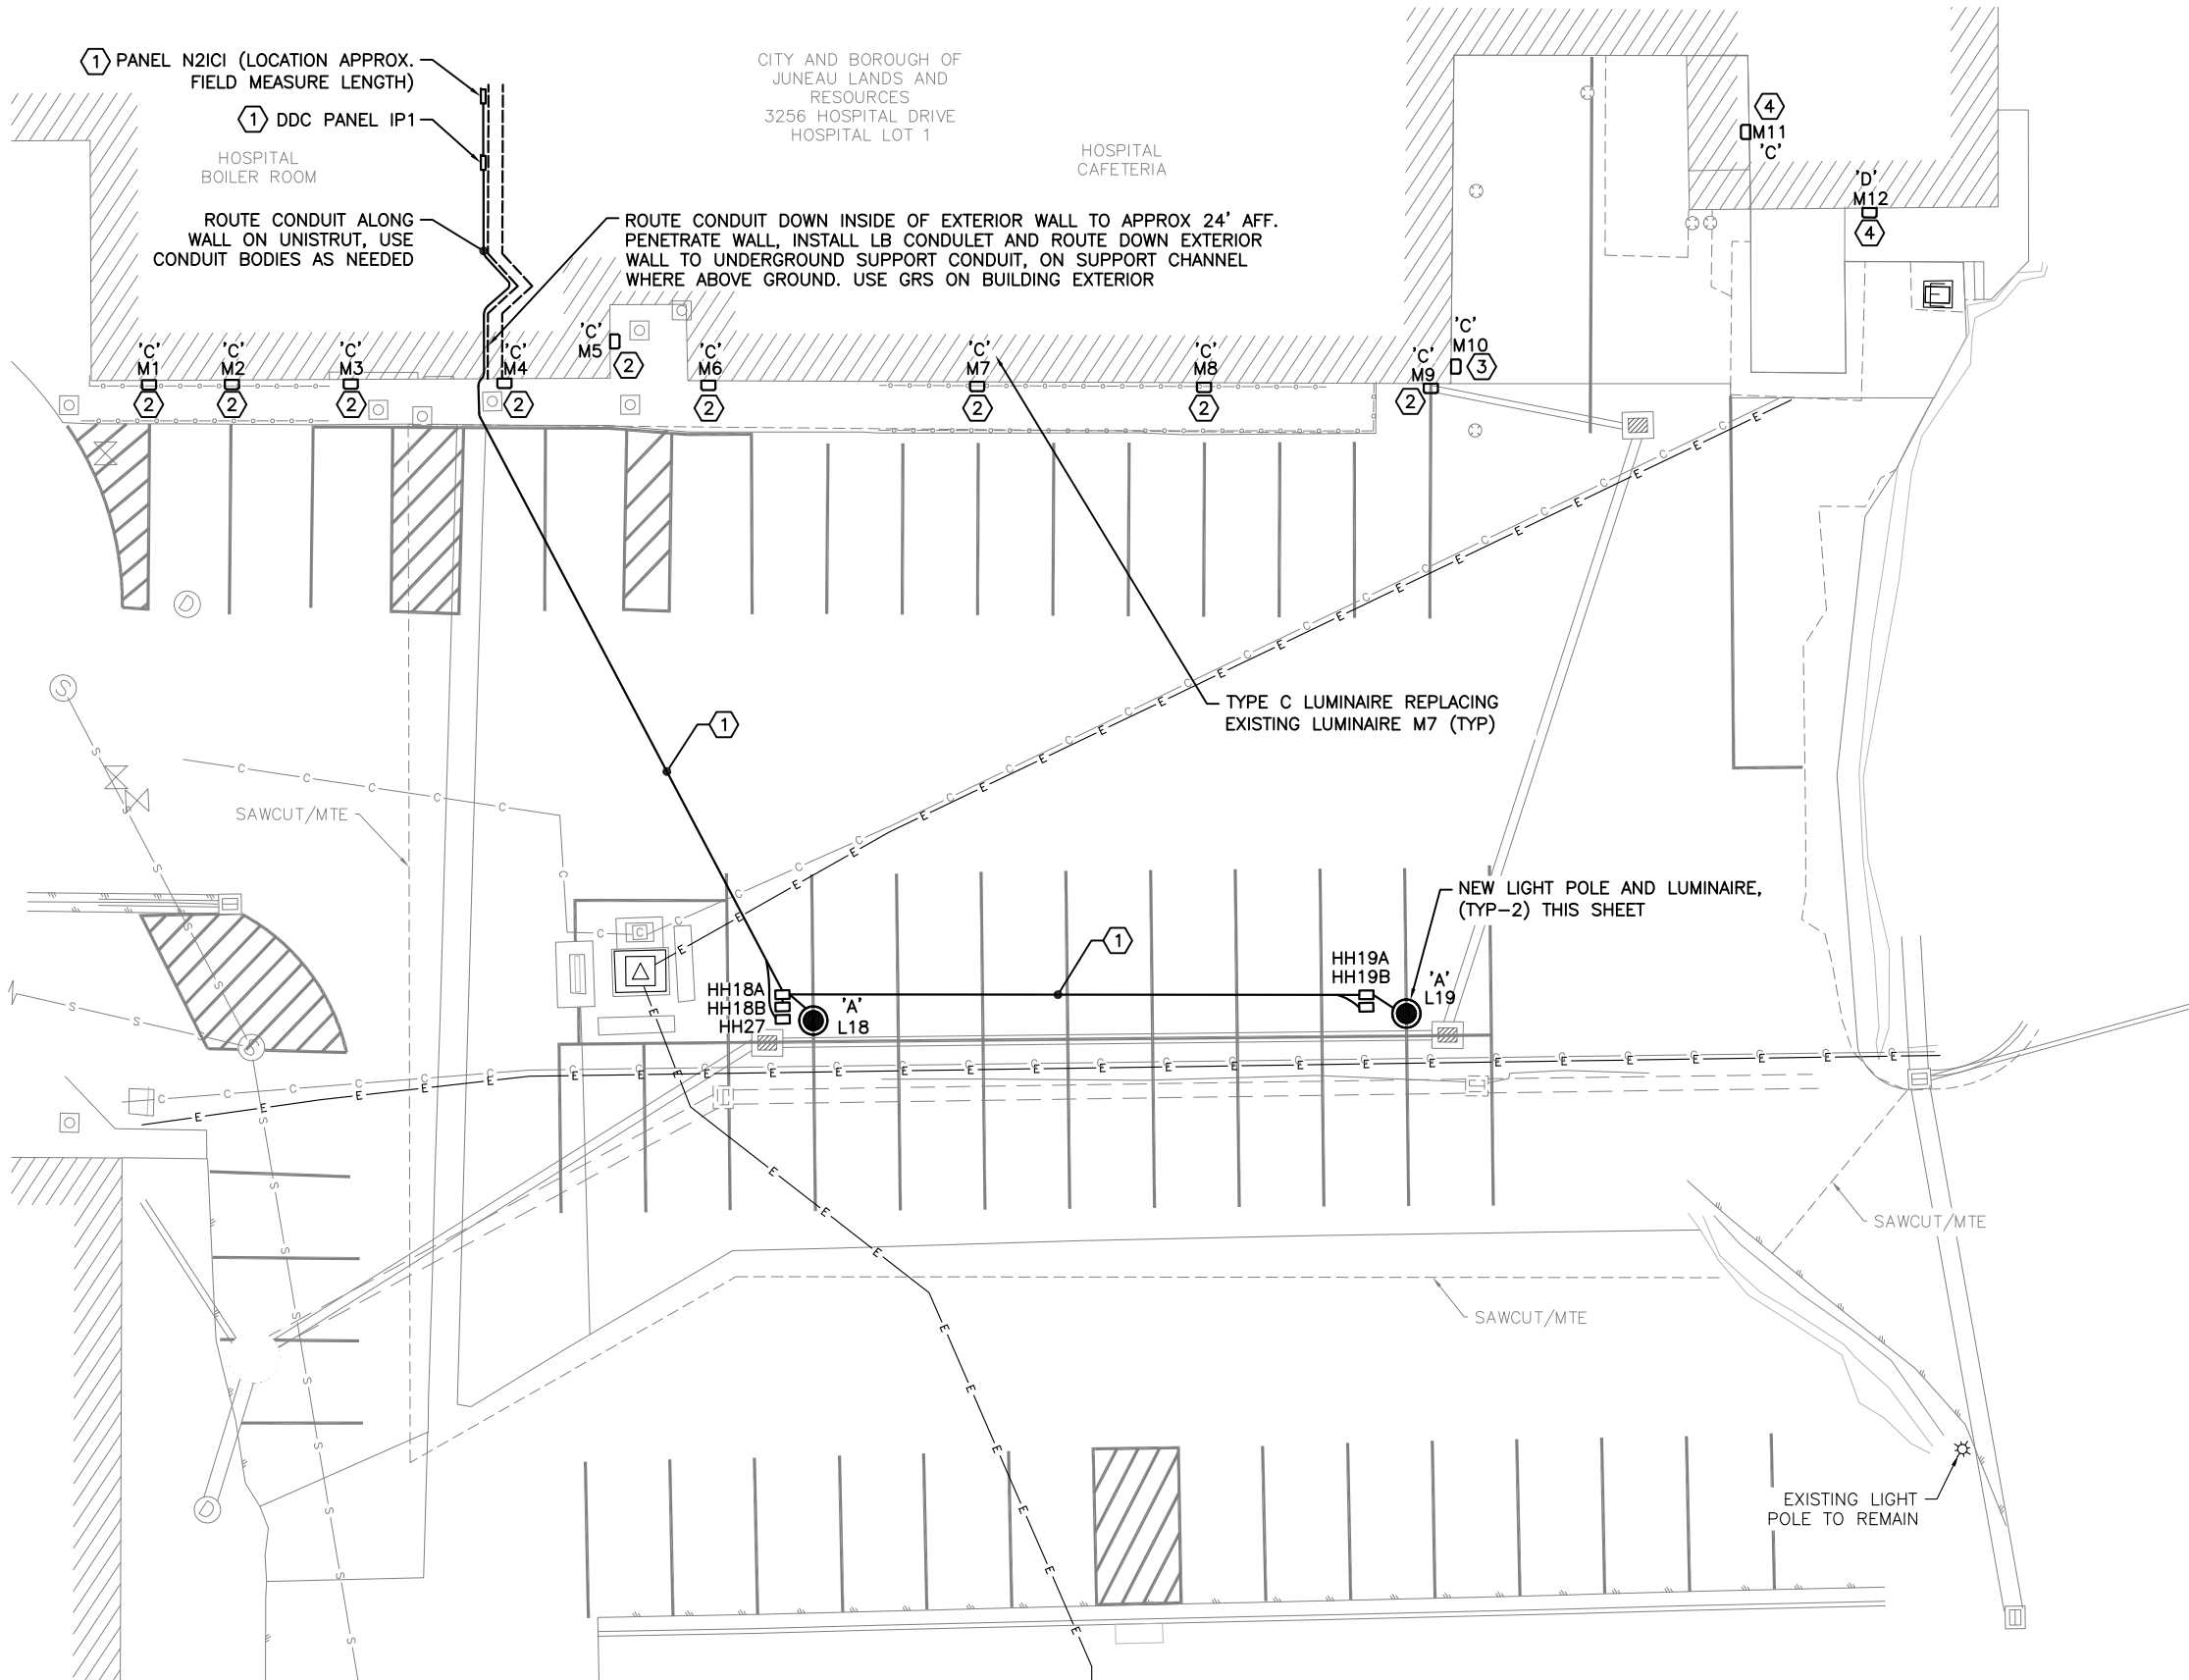 1 PANEL N2ICI (LOCATION APPROX.
FIELD MEASURE LENGTH)
1 DDC PANEL IP1
HOSPITAL
BOILER ROOM
ROUTE CONDUIT ALONG
WALL ON UNISTRUT, USE
CONDUIT BODIES AS NEEDED
CITY AND BOROUGH OF
JUNEAU LANDS AND
RESOURCES
3256 HOSPITAL DRIVE
HOSPITAL LOT 1
HOSPITAL
CAFETERIA
ROUTE CONDUIT DOWN INSIDE OF EXTERIOR WALL TO APPROX 24' AFF.
PENETRATE WALL, INSTALL LB CONDULET AND ROUTE DOWN EXTERIOR
WALL TO UNDERGROUND SUPPORT CONDUIT, ON SUPPORT CHANNEL
WHERE ABOVE GROUND. USE GRS ON BUILDING EXTERIOR
4
M11
'C'
'D'
M12
4
'C'
M1
2
'C'
M2
2
'C'
M3
2
'C'
M4
2
'C'
M5
2
'C'
M6
2
'C'
M7
2
'C'
M8
2
'C'
M9
2
'C'
M10
3
TYPE C LUMINAIRE REPLACING
EXISTING LUMINAIRE M7 (TYP)
1
SAWCUT/MTE
NEW LIGHT POLE AND LUMINAIRE,
(TYP-2) THIS SHEET
1
HH18A
HH18B
HH27
'A'
L18
HH19A
HH19B
'A'
L19
SAWCUT/MTE
SAWCUT/MTE
EXISTING LIGHT
POLE TO REMAIN